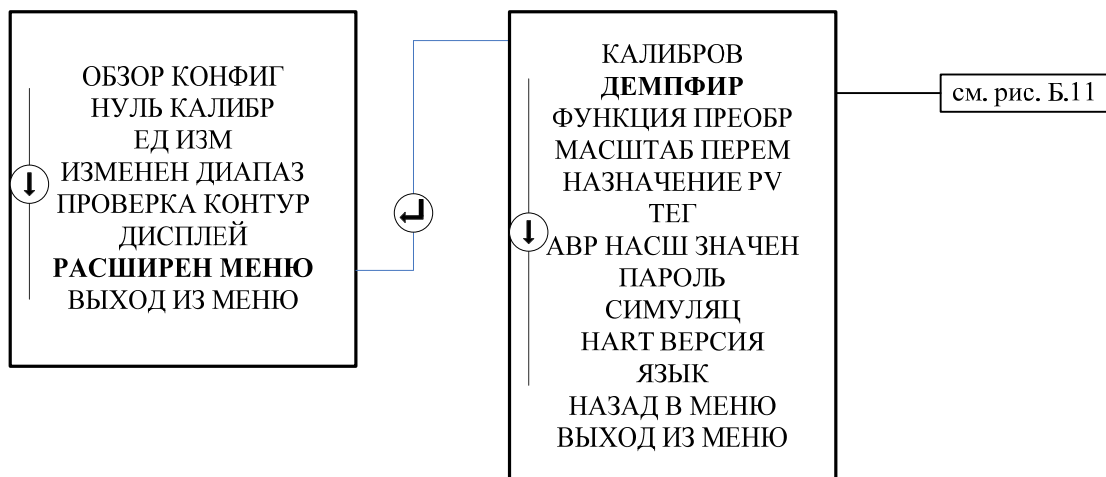 ОБЗОР КОНФИГ
НУЛЬ КАЛИБР
ЕД ИЗМ
ИЗМЕНЕН ДИАПАЗ
ПРОВЕРКА КОНТУР
ДИСПЛЕЙ
РАСШИРЕН МЕНЮ
ВЫХОД ИЗ МЕНЮ
КАЛИБРОВ
ДЕМПФИР
ФУНКЦИЯ ПРЕОБР
МАСШТАБ ПЕРЕМ
НАЗНАЧЕНИЕ PV
ТЕГ
АВР НАСШ ЗНАЧЕН
ПАРОЛЬ
СИМУЛЯЦ
HART ВЕРСИЯ
ЯЗЫК
НАЗАД В МЕНЮ
ВЫХОД ИЗ МЕНЮ
см. рис. Б.11